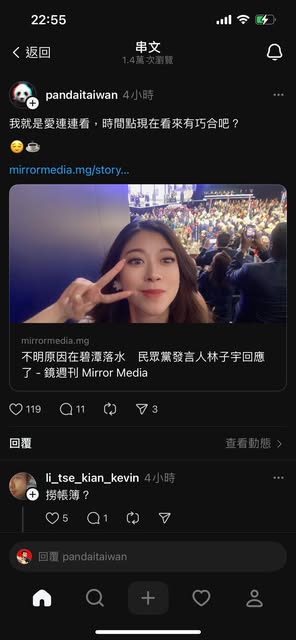 22:55
返回
串文
1.4萬 次瀏覽
pandaitaiwan 4小時
我就是愛連連看，時間點現在看來有巧合吧？
mirrormedia.mg/story...
mirrormedia.mg
不明原因在碧潭落水　民眾黨發言人林子宇回應
了 - 鏡週刊 Mirror Media
119 11 3
回覆 查看動態
li_tse_kian_kevin 4小時
撈帳簿？
5 1
回覆 pandaitaiwan